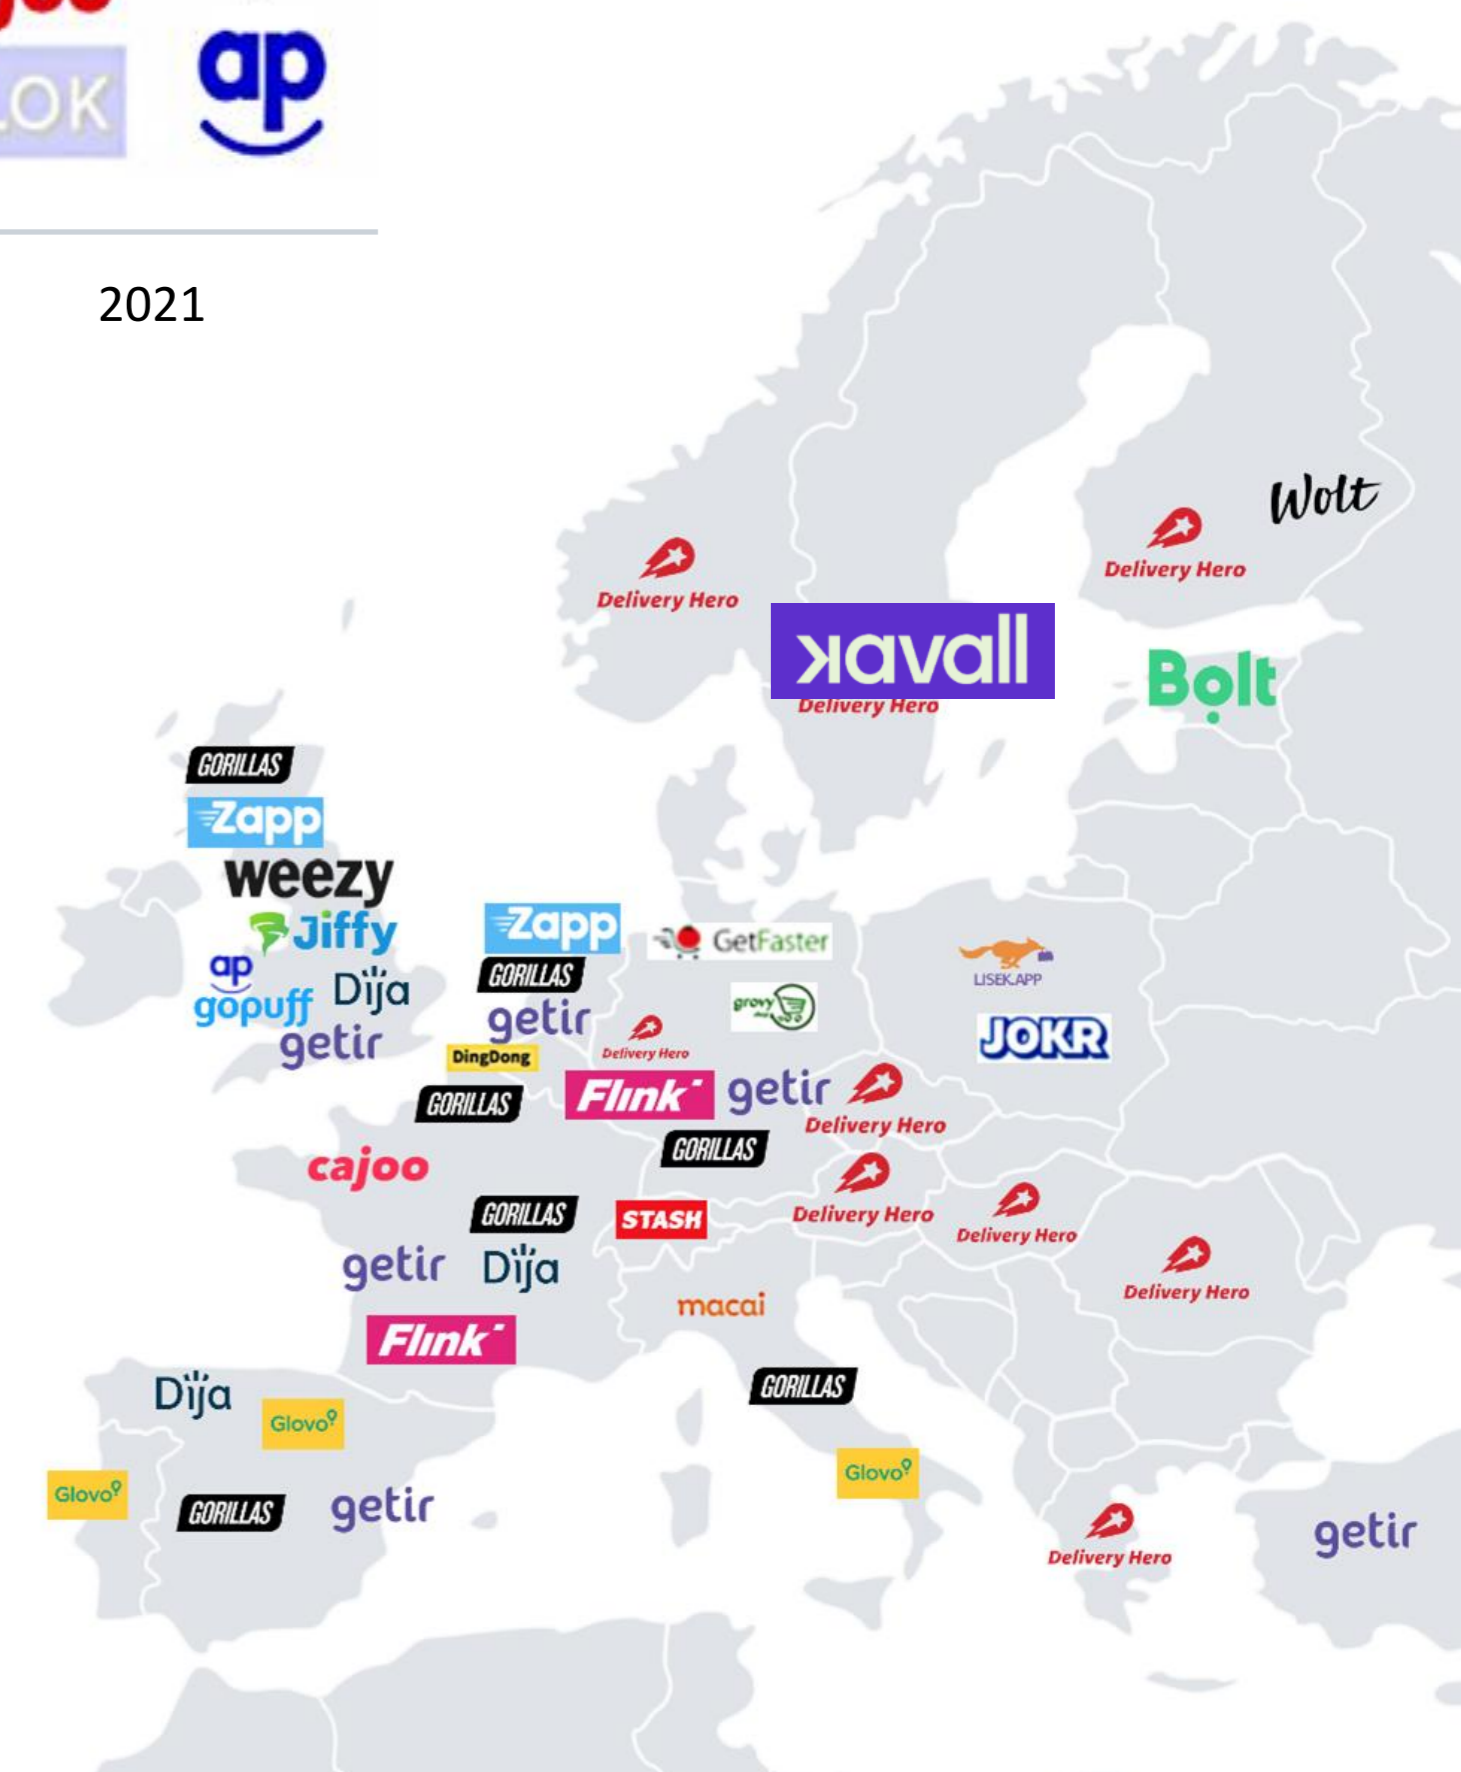 ap
OK
2021
Wolt
Delivery Hero
Delivery Hero
kavall
Delivery Hero
Bolt
GORILLAS
Zapp
weezy
Jiffy
Zapp
GetFaster
ap
gopuff
Dija
GORILLAS
LISEK.APP
getir
getir
grovy
DingDong
Delivery Hero
JOKR
GORILLAS
Flink
getir
Delivery Hero
cajoo
GORILLAS
GORILLAS
STASH
Delivery Hero
Delivery Hero
getir
Dija
Delivery Hero
macai
Flink
Dija
Glovo
GORILLAS
Glovo
Glovo
GORILLAS
getir
Delivery Hero
getir